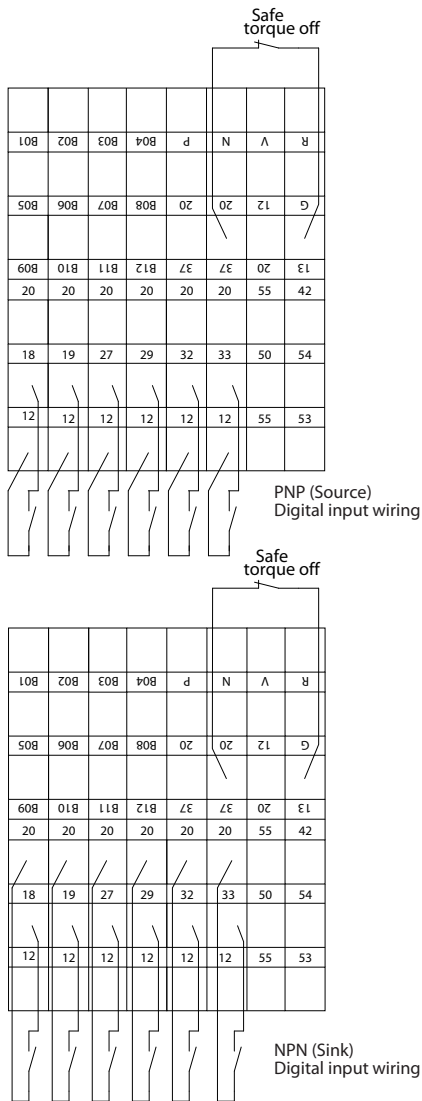 Safe
torque off
B01 B02 B03 B04 P N V R
B05 B06 B07 B08 20 20 12 G
B09 B10 B11 B12 37 37 20 13
20 20 20 20 20 20 55 42
18 19 27 29 32 33 50 54
12 12 12 12 12 12 55 53
PNP (Source)
Digital input wiring
Safe
torque off
B01 B02 B03 B04 P N V R
B05 B06 B07 B08 20 20 12 G
B09 B10 B11 B12 37 37 20 13
20 20 20 20 20 20 55 42
18 19 27 29 32 33 50 54
12 12 12 12 12 12 55 53
NPN (Sink)
Digital input wiring